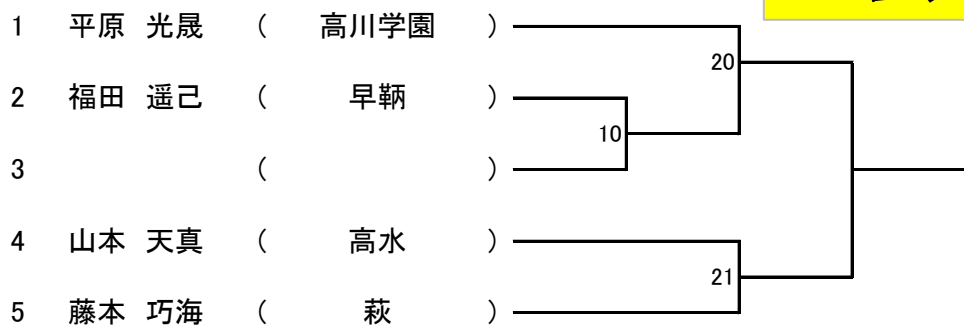 1 平原 光晟 ( 高川学園 )
20
2 福田 遥己 ( 早鞆 )
10
3 ( )
4 山本 天真 ( 高水 )
21
5 藤本 巧海 ( 萩 )